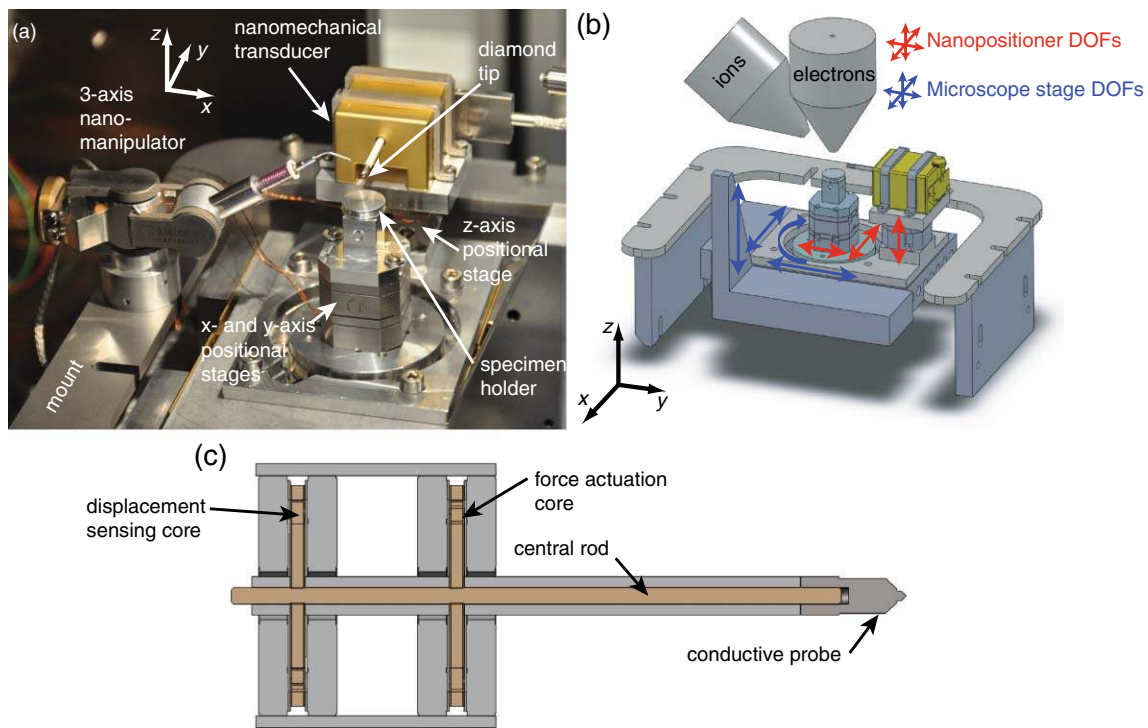 (a)
z
y
x
nanomechanical
transducer
diamond
tip
3-axis
nano-
manipulator
z-axis
positional
stage
x- and y-axis
positional
stages
specimen
holder
mount
(b)
ions
electrons
Nanopositioner DOFs
Microscope stage DOFs
z
x
y
(c)
displacement
sensing core
force actuation
core
central rod
conductive probe